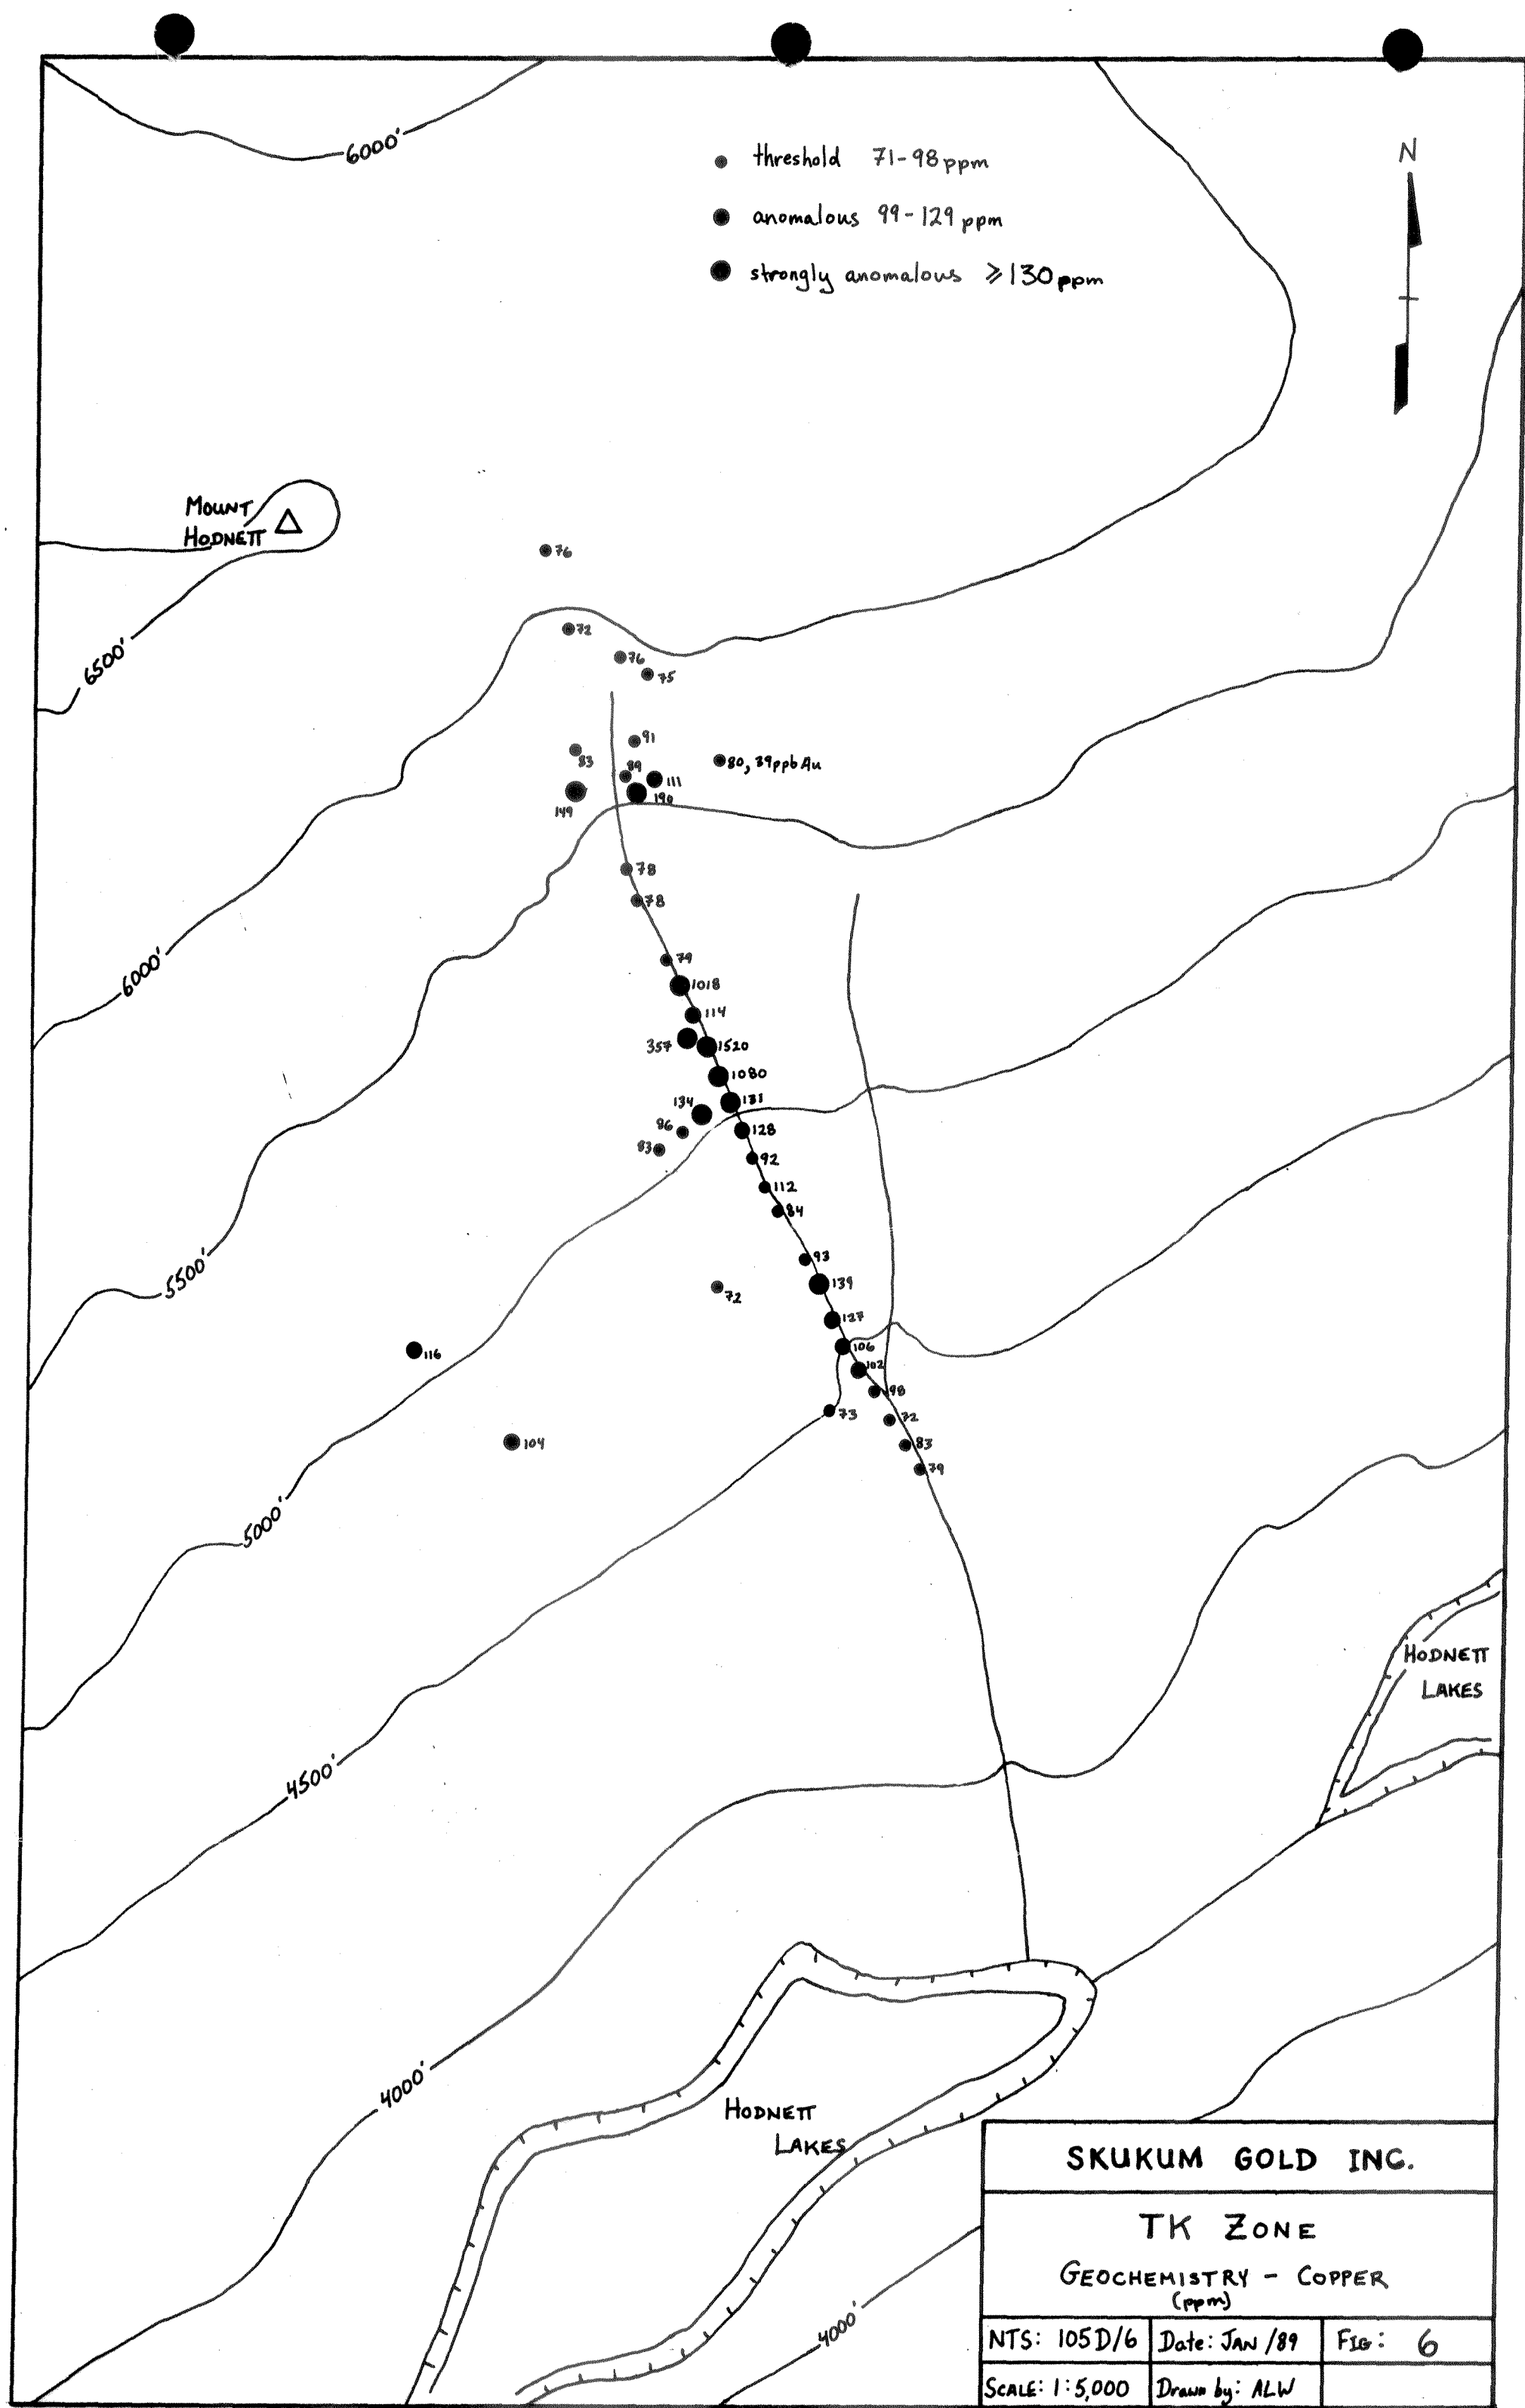 6000'
threshold 71-98 ppm
anomalous 99-129 ppm
strongly anomalous ⩾130 ppm
N
MOUNT
HODNETT
6500'
76
72
76
75
91
83
89
111
80, 39ppb Au
149
190
78
78
6000'
79
1018
114
357
1520
1080
134
131
86
128
83
92
112
84
5500'
93
139
72
127
106
116
102
98
73
72
104
83
79
5000'
HODNETT
LAKES
4500'
4000'
HODNETT
LAKES
4000'
SKUKUM GOLD INC.
TK ZONE
GEOCHEMISTRY - COPPER
(ppm)
NTS: 105D/6
Date: JAN /89
FIG: 6
SCALE: 1:5,000
Drawn by: ALW